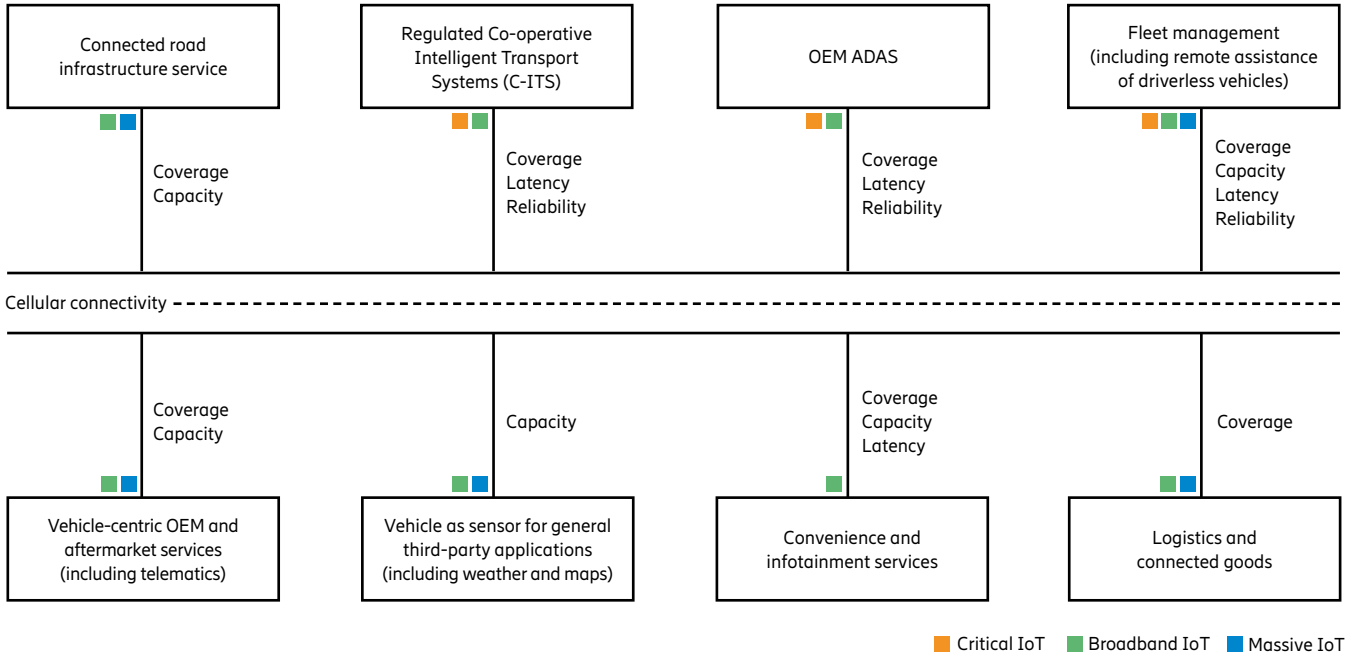 Connected road
infrastructure service
Regulated Co-operative
Intelligent Transport
Systems (C-ITS)
OEM ADAS
Fleet management
(including remote assistance
of driverless vehicles)
Coverage
Capacity
Coverage
Latency
Reliability
Coverage
Latency
Reliability
Coverage
Capacity
Latency
Reliability
Cellular connectivity
Coverage
Capacity
Capacity
Coverage
Capacity
Latency
Coverage
Vehicle-centric OEM and
aftermarket services
(including telematics)
Vehicle as sensor for general
third-party applications
(including weather and maps)
Convenience and
infotainment services
Logistics and
connected goods
Critical IoT
Broadband IoT
Massive IoT